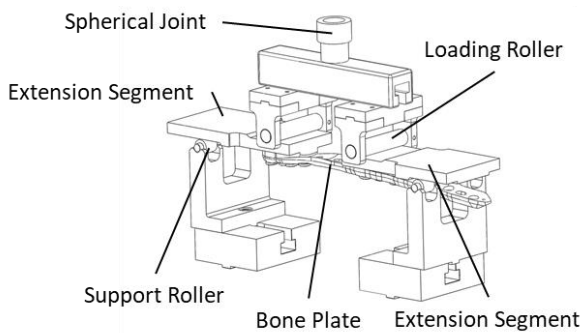 Spherical Joint
Loading Roller
Extension Segment
Support Roller
Bone Plate
Extension Segment